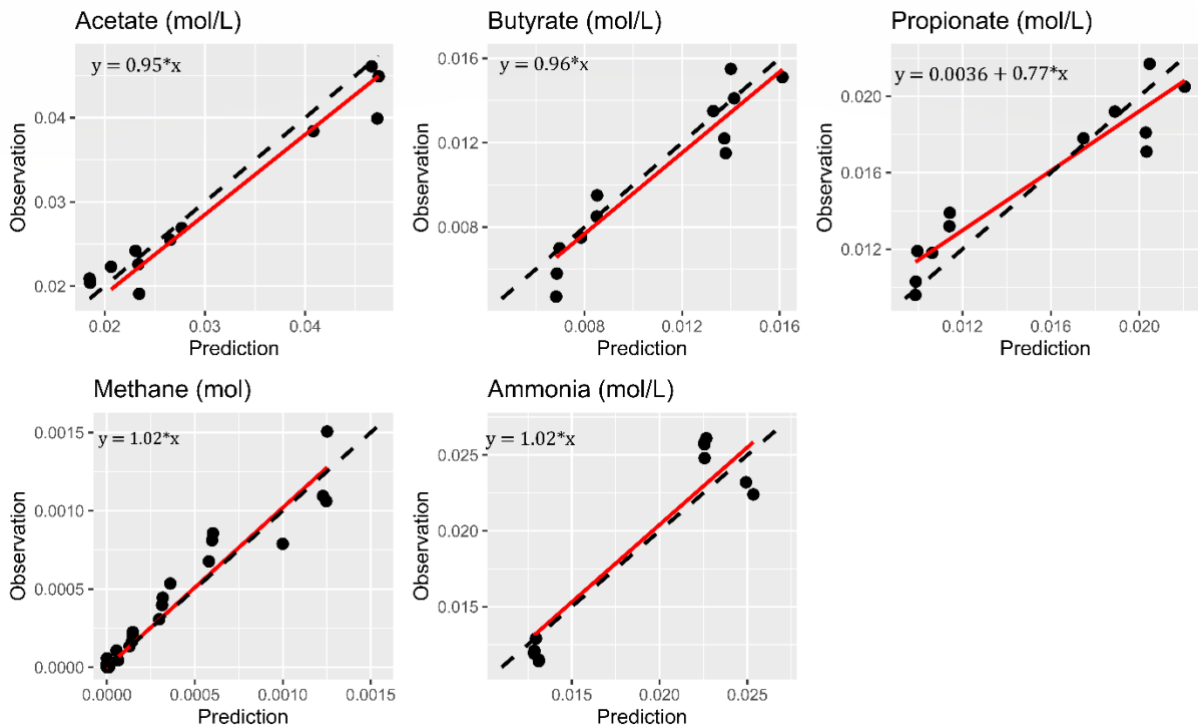 Acetate (mol/L)
y = 0.95*x
0.04
0.03
0.02
Observation
0.02 0.03 0.04
Prediction
Butyrate (mol/L)
y = 0.96*x
0.016
0.012
0.008
Observation
0.008 0.012 0.016
Prediction
Propionate (mol/L)
y = 0.0036 + 0.77*x
0.020
0.016
0.012
Observation
0.012 0.016 0.020
Prediction
Methane (mol)
y = 1.02*x
0.0015
0.0010
0.0005
0.0000
Observation
0.0000 0.0005 0.0010 0.0015
Prediction
Ammonia (mol/L)
y = 1.02*x
0.025
0.020
0.015
Observation
0.015 0.020 0.025
Prediction